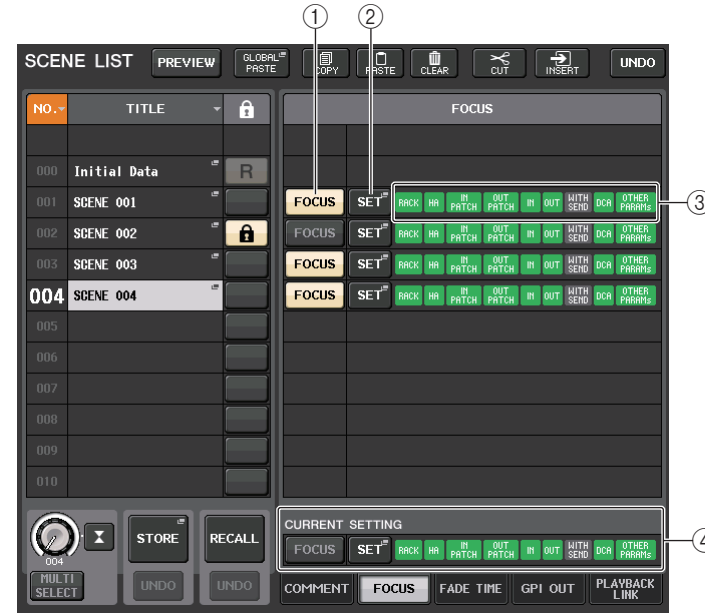 ① ②
SCENE LIST PREVIEW GLOBAL PASTE COPY PASTE CLEAR CUT INSERT UNDO
NO. TITLE FOCUS
000 Initial Data R
001 SCENE 001 FOCUS SET RACK HA IN PATCH OUT PATCH IN OUT WITH SEND DCA OTHER PARAMs ③
002 SCENE 002 FOCUS SET RACK HA IN PATCH OUT PATCH IN OUT WITH SEND DCA OTHER PARAMs
003 SCENE 003 FOCUS SET RACK HA IN PATCH OUT PATCH IN OUT WITH SEND DCA OTHER PARAMs
004 SCENE 004 FOCUS SET RACK HA IN PATCH OUT PATCH IN OUT WITH SEND DCA OTHER PARAMs
005
006
007
008
009
010
CURRENT SETTING
STORE RECALL FOCUS SET RACK HA IN PATCH OUT PATCH IN OUT WITH SEND DCA OTHER PARAMs ④
004
MULTI SELECT UNDO UNDO COMMENT FOCUS FADE TIME GPI OUT PLAYBACK LINK